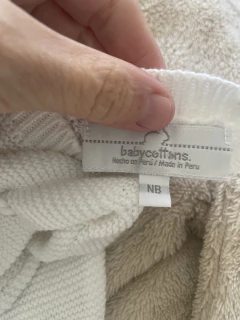 babycottons.
Hecho en Perú / Made in Peru
NB